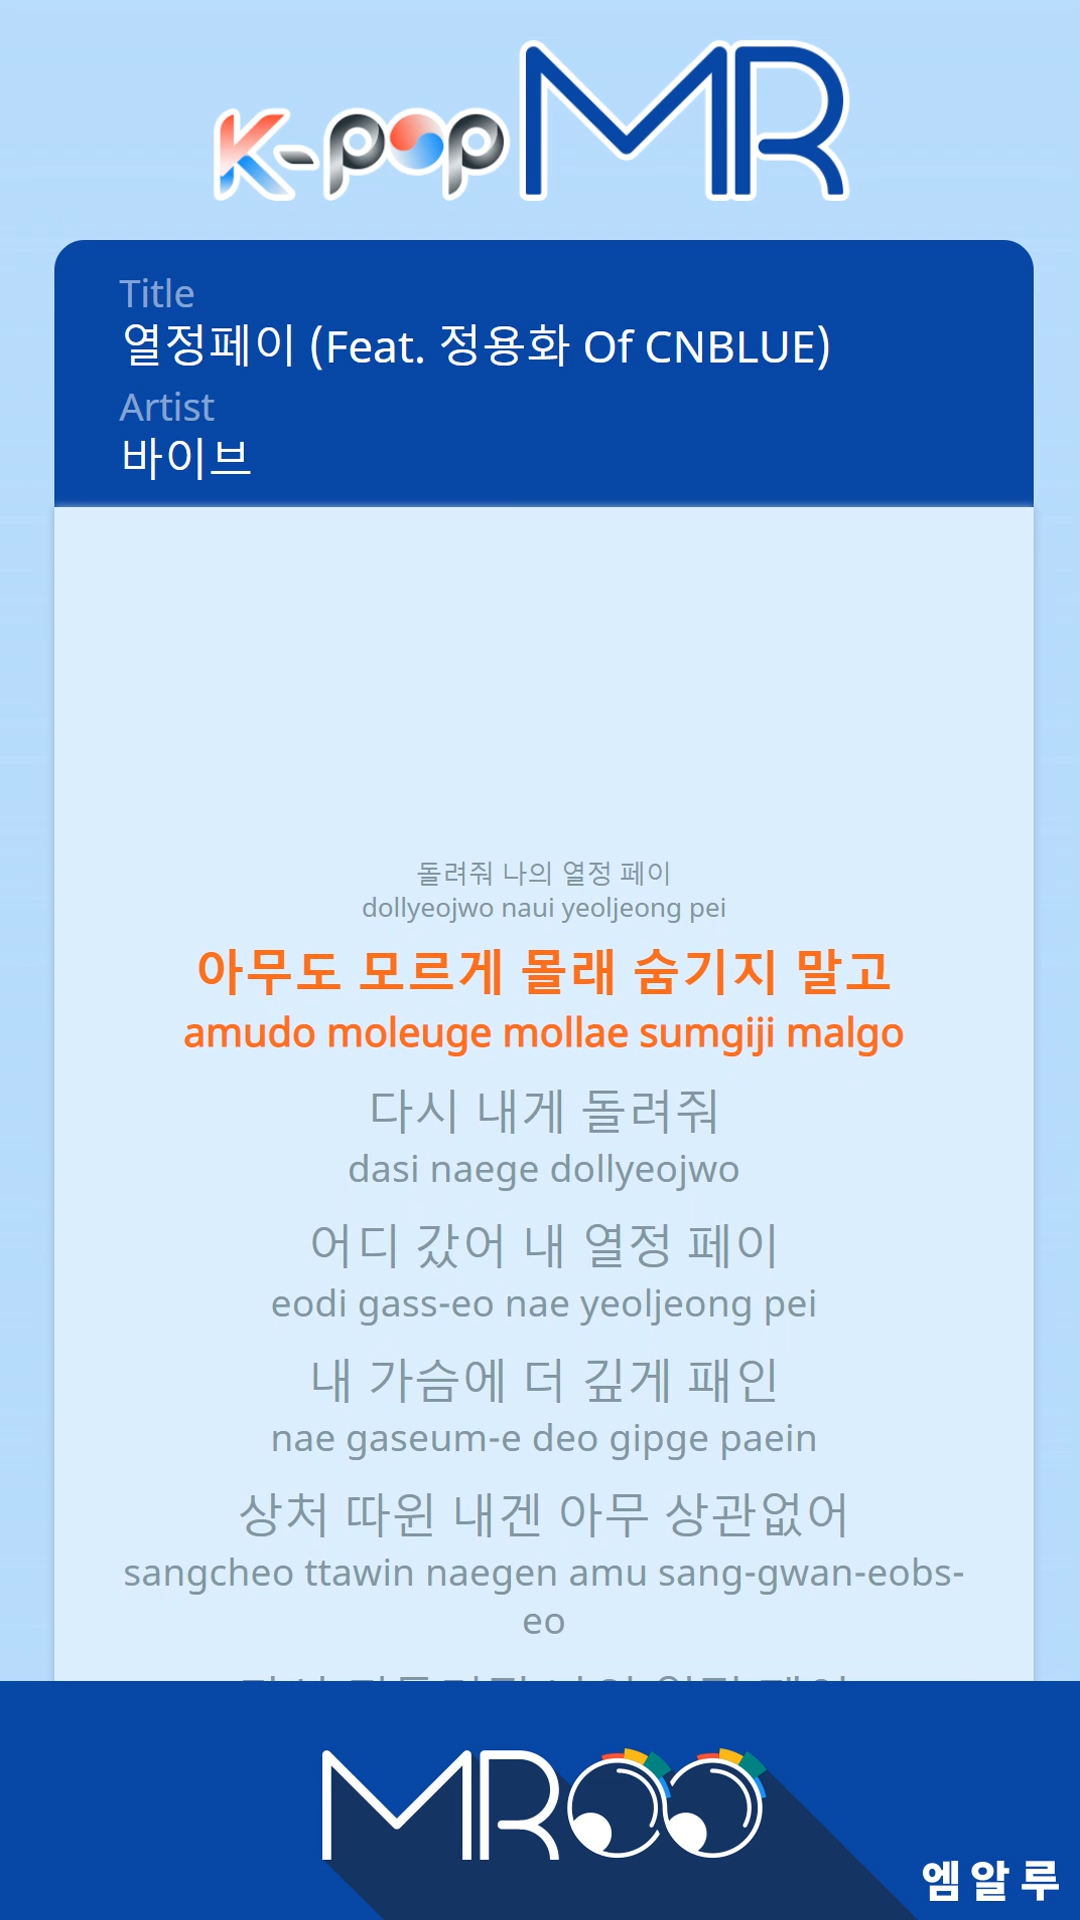 K-pop MR
Title
열정페이 (Feat. 정용화 Of CNBLUE)
Artist
바이브
돌려줘 나의 열정 페이
dollyeojwo naui yeoljeong pei
아무도 모르게 몰래 숨기지 말고
amudo moleuge mollae sumgiji malgo
다시 내게 돌려줘
dasi naege dollyeojwo
어디 갔어 내 열정 페이
eodi gass-eo nae yeoljeong pei
내 가슴에 더 깊게 패인
nae gaseum-e deo gipge paein
상처 따윈 내겐 아무 상관없어
sangcheo ttawin naegen amu sang-gwan-eobs-
eo
MROO
엠알루